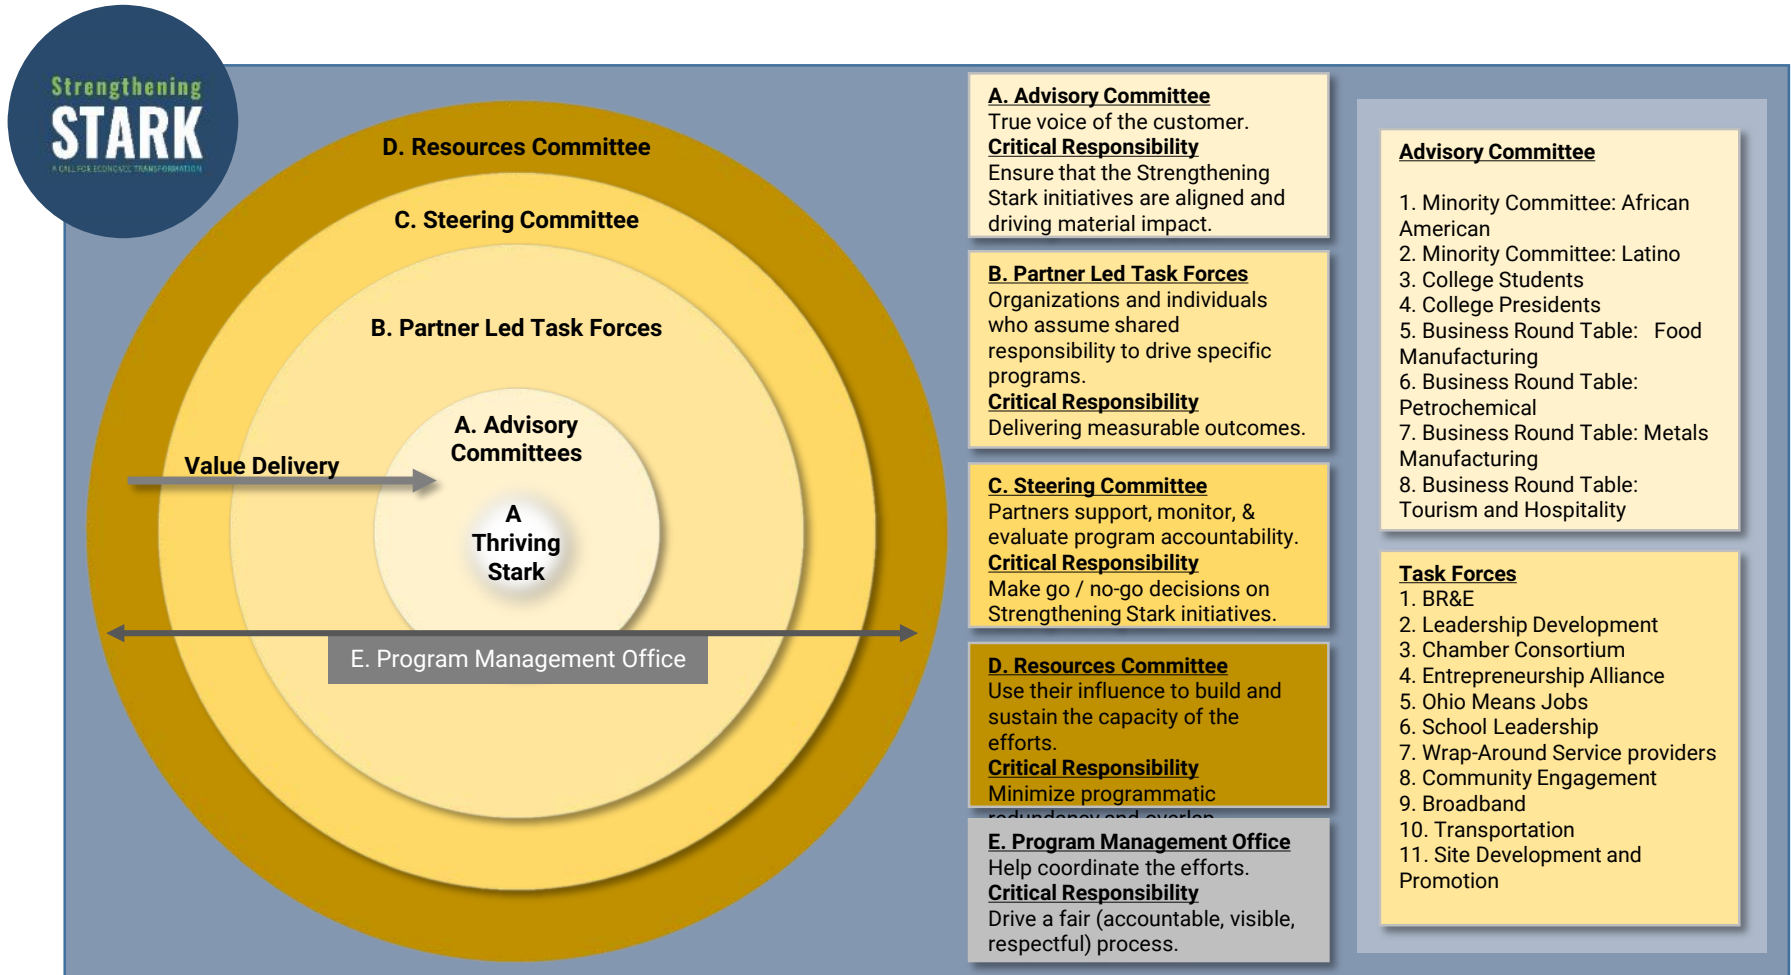 Strengthening
STARK
A CALL FOR ECONOMIC TRANSFORMATION
D. Resources Committee
C. Steering Committee
B. Partner Led Task Forces
A. Advisory
Committees
Value Delivery
A
Thriving
Stark
E. Program Management Office
A. Advisory Committee
True voice of the customer.
Critical Responsibility
Ensure that the Strengthening
Stark initiatives are aligned and
driving material impact.
B. Partner Led Task Forces
Organizations and individuals
who assume shared
responsibility to drive specific
programs.
Critical Responsibility
Delivering measurable outcomes.
C. Steering Committee
Partners support, monitor, &
evaluate program accountability.
Critical Responsibility
Make go / no-go decisions on
Strengthening Stark initiatives.
D. Resources Committee
Use their influence to build and
sustain the capacity of the
efforts.
Critical Responsibility
Minimize programmatic
redundancy and overlap
E. Program Management Office
Help coordinate the efforts.
Critical Responsibility
Drive a fair (accountable, visible,
respectful) process.
Advisory Committee
1. Minority Committee: African
American
2. Minority Committee: Latino
3. College Students
4. College Presidents
5. Business Round Table: Food
Manufacturing
6. Business Round Table:
Petrochemical
7. Business Round Table: Metals
Manufacturing
8. Business Round Table:
Tourism and Hospitality
Task Forces
1. BR&E
2. Leadership Development
3. Chamber Consortium
4. Entrepreneurship Alliance
5. Ohio Means Jobs
6. School Leadership
7. Wrap-Around Service providers
8. Community Engagement
9. Broadband
10. Transportation
11. Site Development and
Promotion